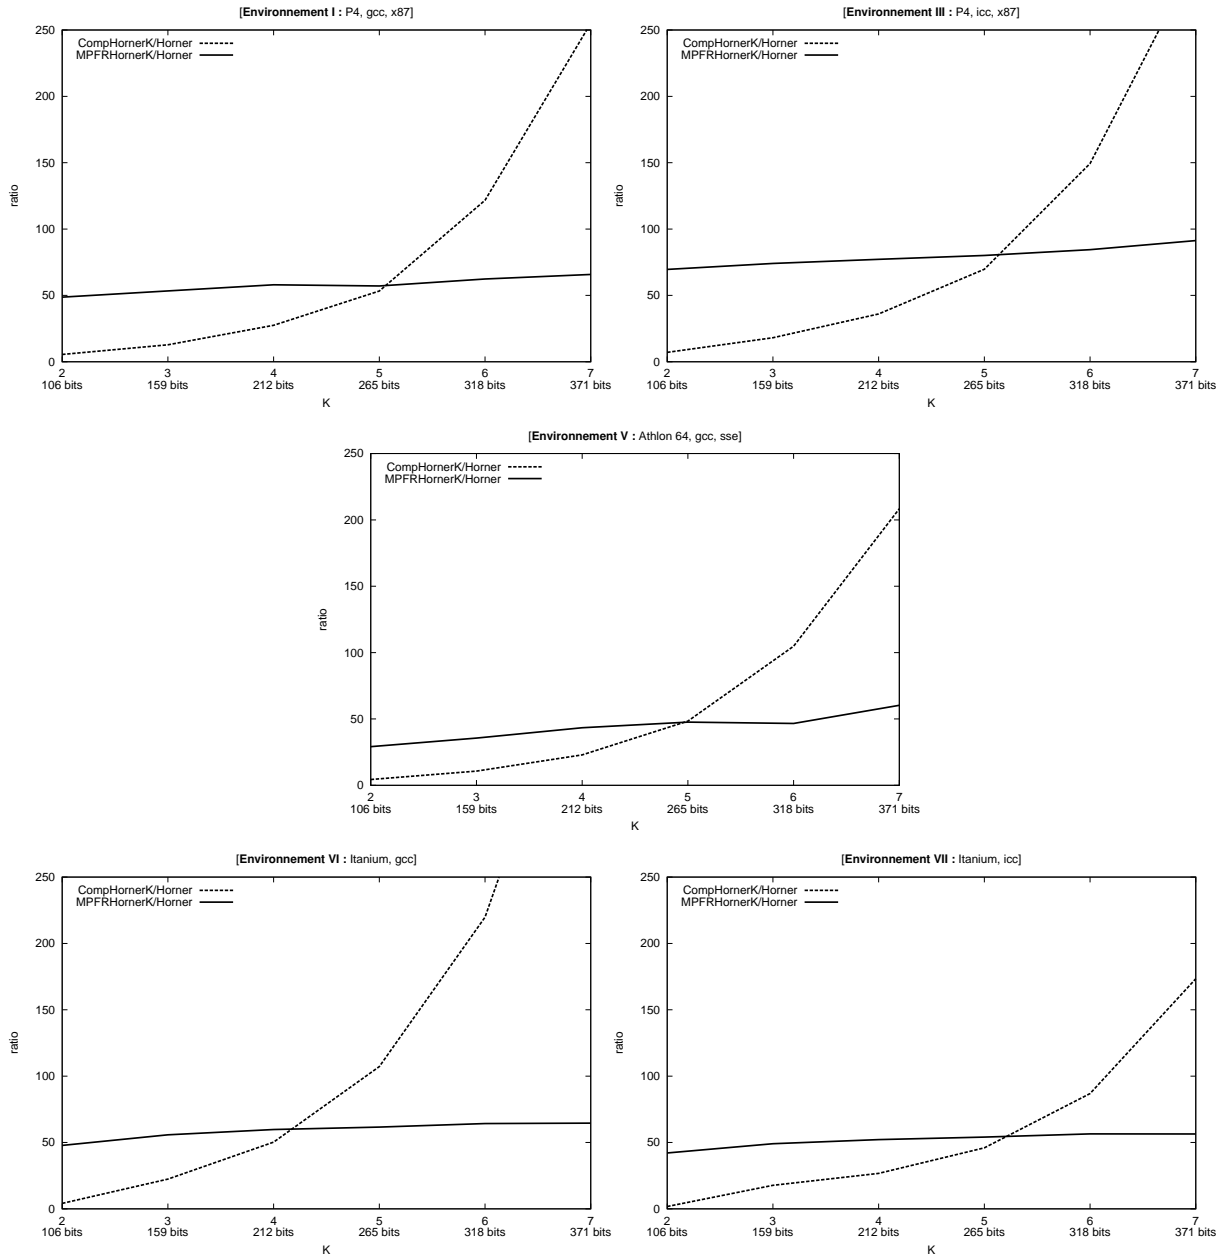 [Environnement I : P4, gcc, x87]
CompHornerK/Horner
MPFRHornerK/Horner
250
200
150
100
50
0
ratio
2 3 4 5 6 7
106 bits 159 bits 212 bits 265 bits 318 bits 371 bits
K
[Environnement III : P4, icc, x87]
CompHornerK/Horner
MPFRHornerK/Horner
250
200
150
100
50
0
ratio
2 3 4 5 6 7
106 bits 159 bits 212 bits 265 bits 318 bits 371 bits
K
[Environnement V : Athlon 64, gcc, sse]
CompHornerK/Horner
MPFRHornerK/Horner
250
200
150
100
50
0
ratio
2 3 4 5 6 7
106 bits 159 bits 212 bits 265 bits 318 bits 371 bits
K
[Environnement VI : Itanium, gcc]
CompHornerK/Horner
MPFRHornerK/Horner
250
200
150
100
50
0
ratio
2 3 4 5 6 7
106 bits 159 bits 212 bits 265 bits 318 bits 371 bits
K
[Environnement VII : Itanium, icc]
CompHornerK/Horner
MPFRHornerK/Horner
250
200
150
100
50
0
ratio
2 3 4 5 6 7
106 bits 159 bits 212 bits 265 bits 318 bits 371 bits
K